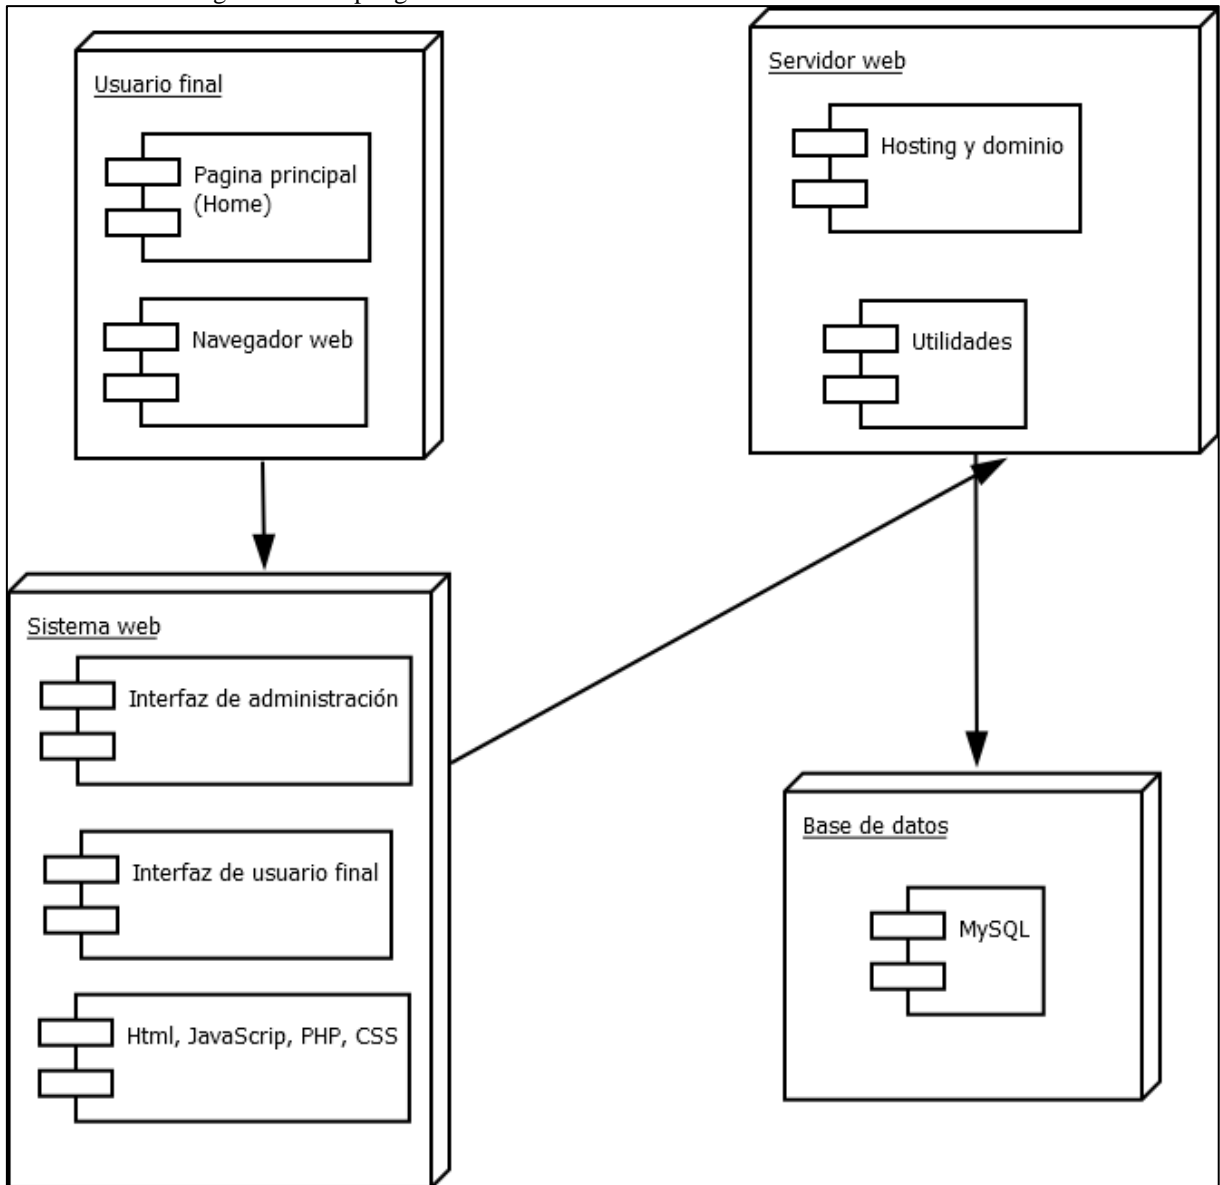 Usuario final
Pagina principal
(Home)
Navegador web
Servidor web
Hosting y dominio
Utilidades
Sistema web
Interfaz de administración
Interfaz de usuario final
Html, JavaScrip, PHP, CSS
Base de datos
MySQL